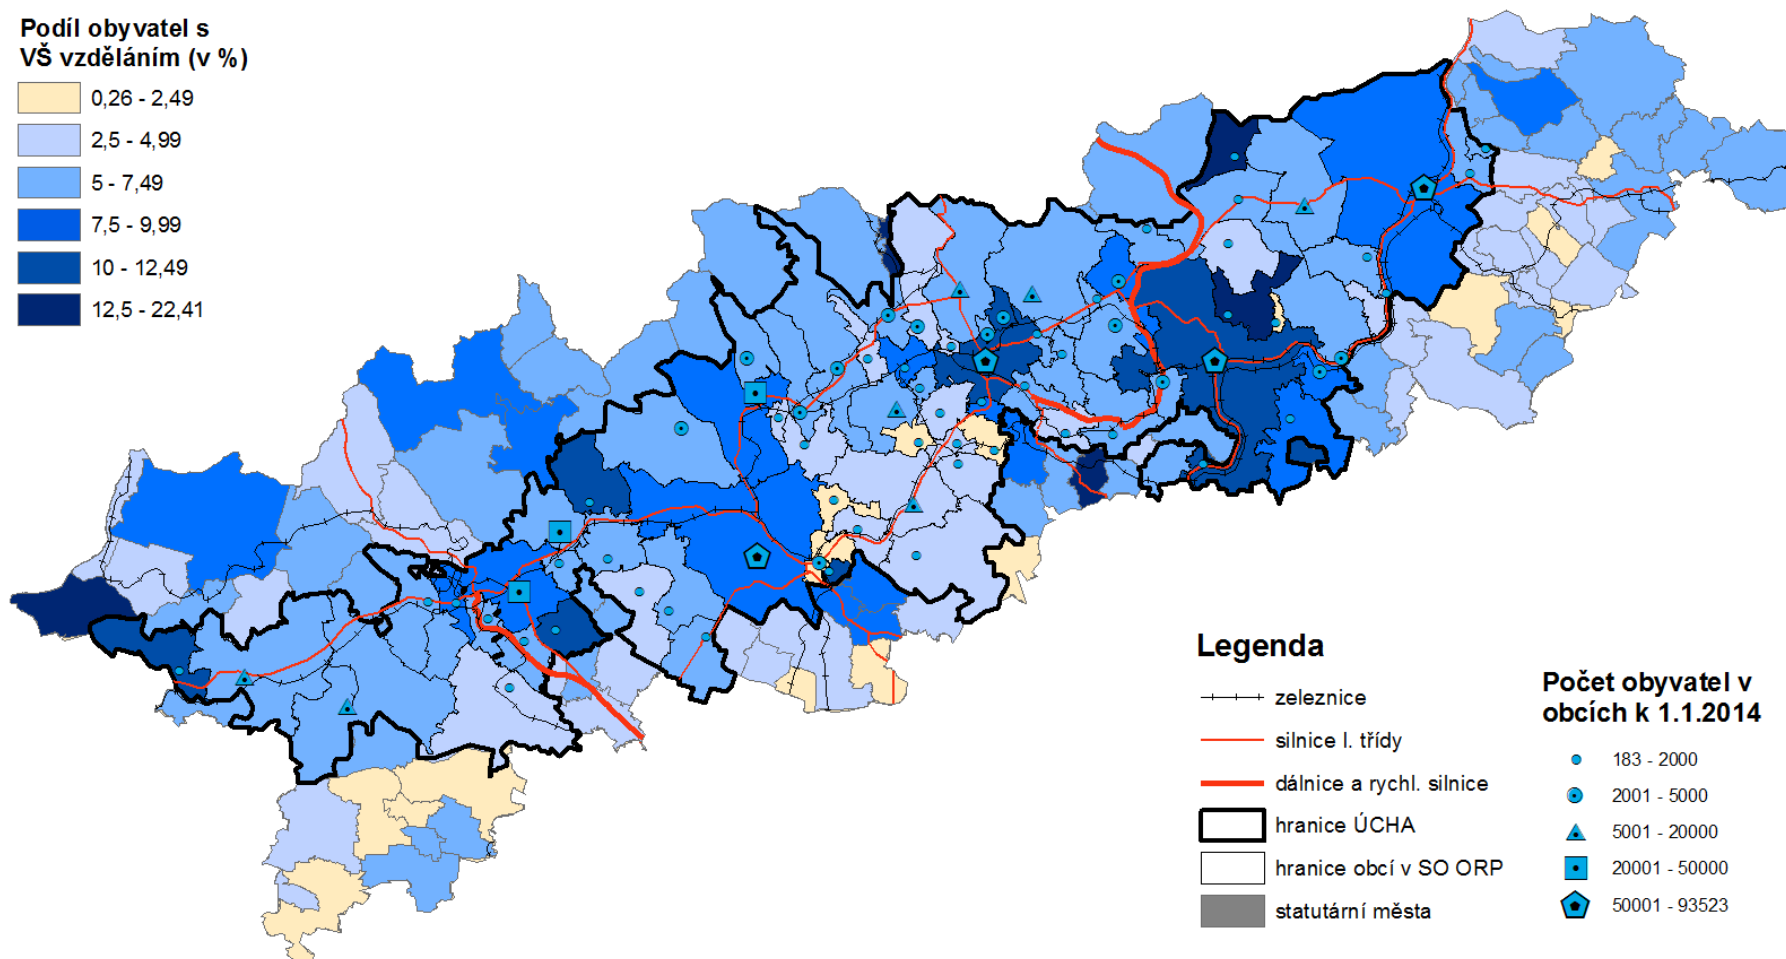 Podíl obyvatel s
VŠ vzděláním (v %)
0,26 - 2,49
2,5 - 4,99
5 - 7,49
7,5 - 9,99
10 - 12,49
12,5 - 22,41
Legenda
zeleznice
silnice I. třídy
dálnice a rychl. silnice
hranice ÚCHA
hranice obcí v SO ORP
statutární města
Počet obyvatel v
obcích k 1.1.2014
183 - 2000
2001 - 5000
5001 - 20000
20001 - 50000
50001 - 93523